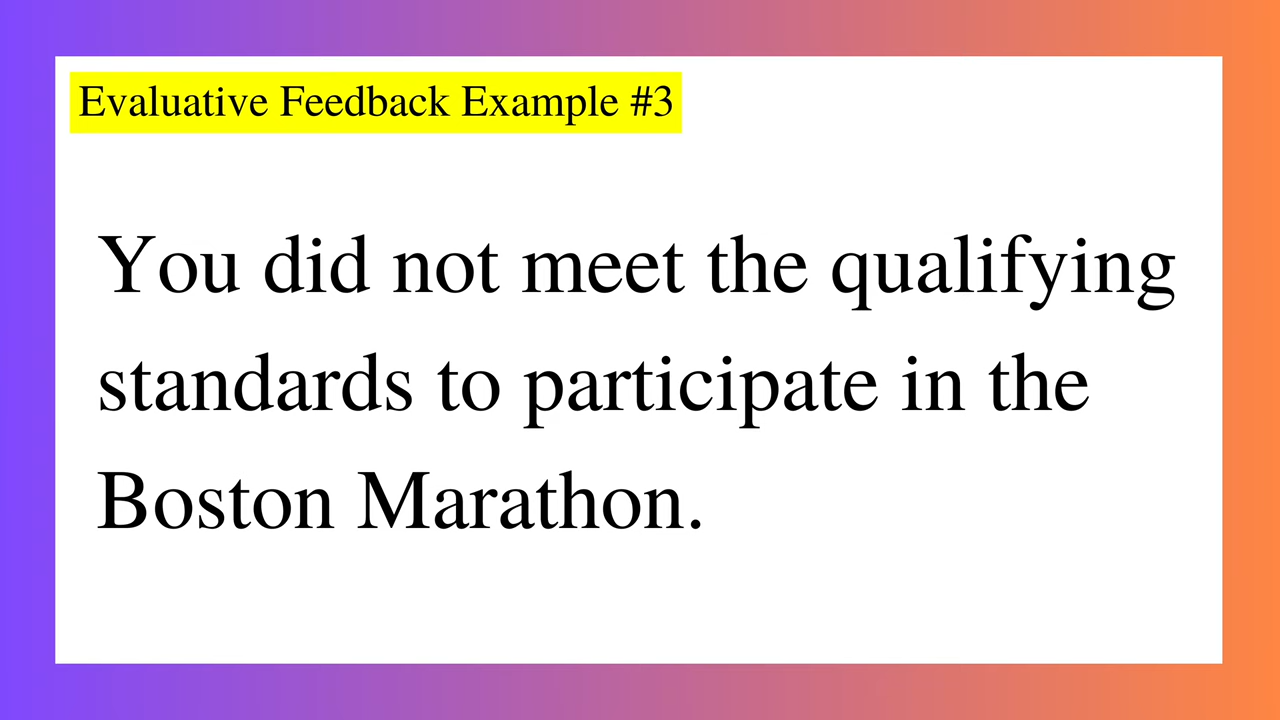 Evaluative Feedback Example #3
You did not meet the qualifying
standards to participate in the
Boston Marathon.